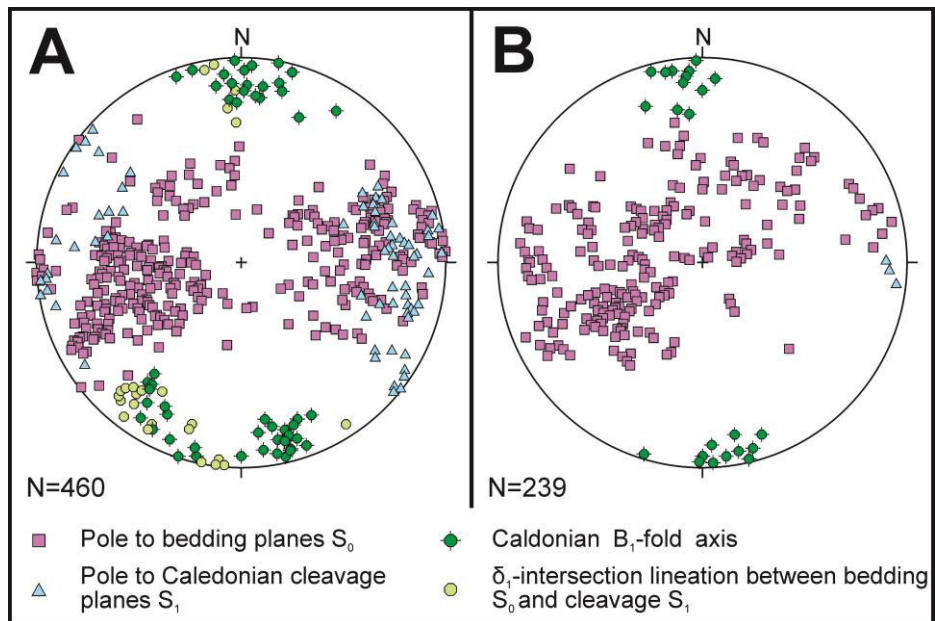 A
N
B
N
N=460
N=239
Pole to bedding planes S₀
Caldonian B₁-fold axis
Pole to Caledonian cleavage
planes S₁
δ₁-intersection lineation between bedding
S₀ and cleavage S₁